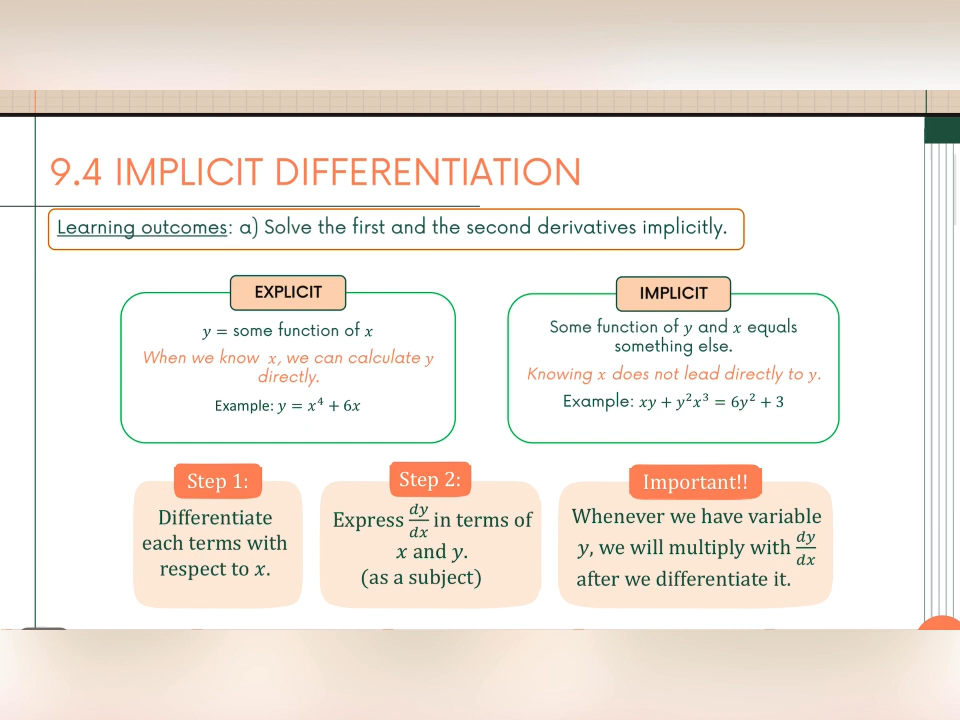 9.4 IMPLICIT DIFFERENTIATION
Learning outcomes: a) Solve the first and the second derivatives implicitly.
EXPLICIT
y = some function of x
When we know x, we can calculate y
directly.
Example: y = x⁴ + 6x
IMPLICIT
Some function of y and x equals
something else.
Knowing x does not lead directly to y.
Example: xy + y²x³ = 6y² + 3
Step 1:
Differentiate
each terms with
respect to x.
Step 2:
Express dy/dx in terms of
x and y.
(as a subject)
Important!!
Whenever we have variable
y, we will multiply with dy/dx
after we differentiate it.